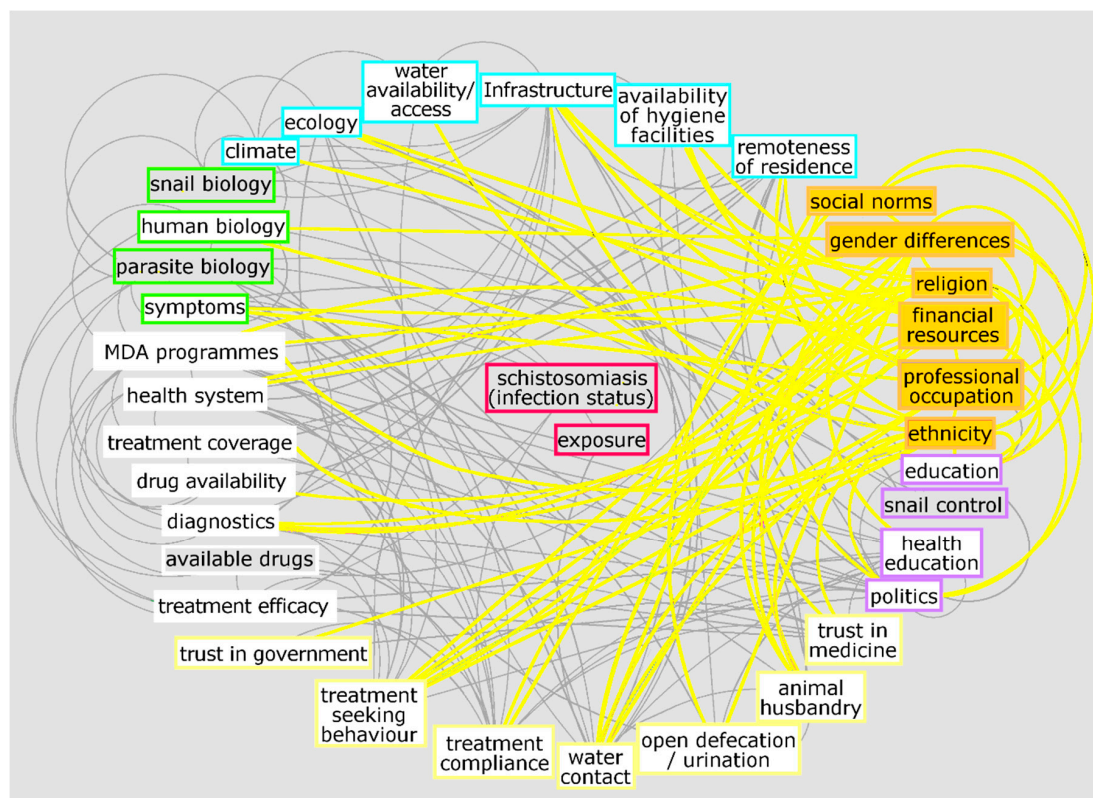 water
availability/
access
Infrastructure
availability
of hygiene
facilities
ecology
climate
remoteness
of residence
snail biology
social norms
human biology
gender differences
parasite biology
religion
symptoms
financial
resources
MDA programmes
schistosomiasis
(infection status)
professional
occupation
health system
exposure
ethnicity
treatment coverage
education
drug availability
snail control
diagnostics
health
education
available drugs
politics
treatment efficacy
trust in
medicine
trust in government
animal
husbandry
treatment
seeking
behaviour
treatment
compliance
water
contact
open defecation
/ urination